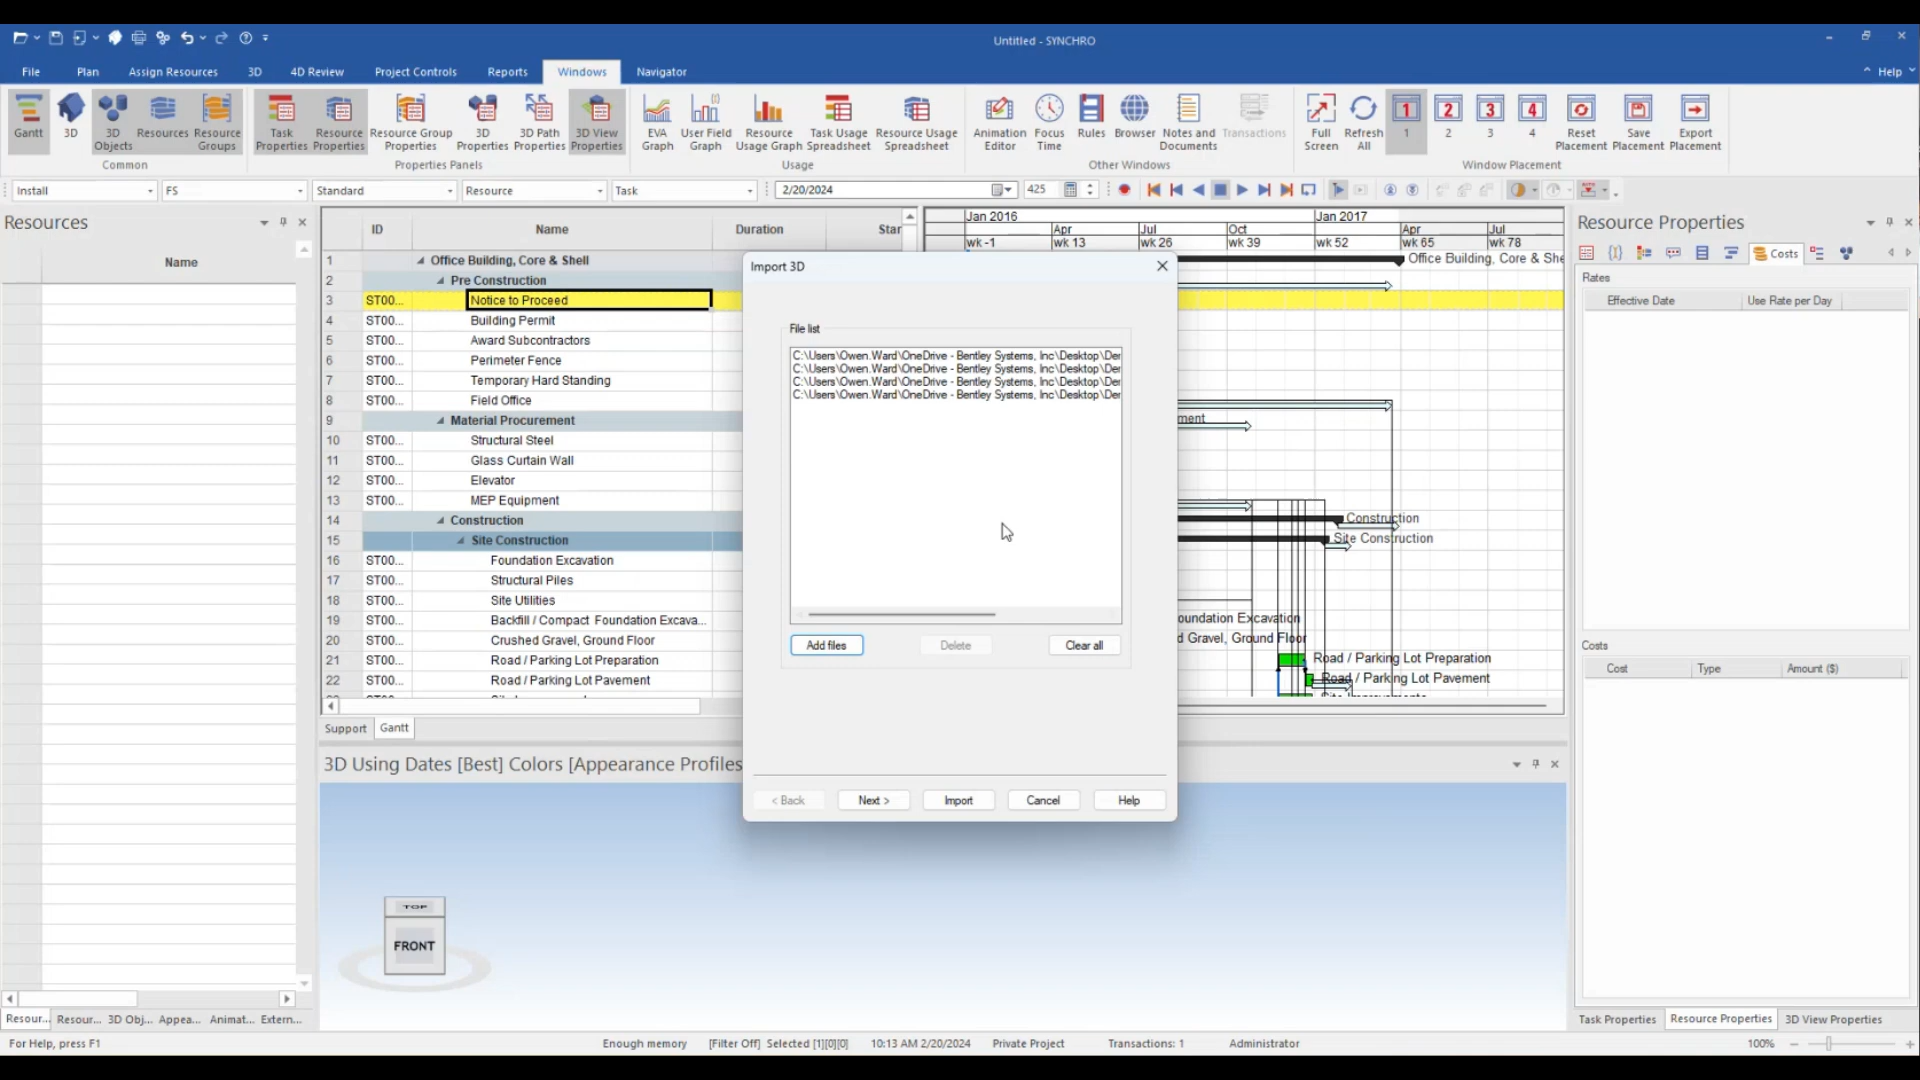 Untitled - SYNCHRO
File Plan Assign Resources 3D 4D Review Project Controls Reports Windows Navigator Help
Gantt 3D 3D Objects Resources Resource Groups
Common
Task Properties Resource Properties Resource Group Properties 3D Properties 3D Path Properties 3D View Properties
Properties Panels
EVA Graph User Field Graph Resource Usage Graph Task Usage Spreadsheet Resource Usage Spreadsheet
Usage
Animation Editor Focus Time Rules Browser Notes and Documents Transactions
Other Windows
Full Screen Refresh All 1 1 2 2 3 3 4 4 Reset Placement Save Placement Export Placement
Window Placement
Install FS Standard Resource Task 2/20/2024 425
Resources
Name
ID Name Duration Star
Jan 2016 Jan 2017
Apr Jul Oct Apr Jul
wk -1 wk 13 wk 26 wk 39 wk 52 wk 65 wk 78
1 Office Building, Core & Shell
2 Pre Construction
3 ST00... Notice to Proceed
4 ST00... Building Permit
5 ST00... Award Subcontractors
6 ST00... Perimeter Fence
7 ST00... Temporary Hard Standing
8 ST00... Field Office
9 Material Procurement
10 ST00... Structural Steel
11 ST00... Glass Curtain Wall
12 ST00... Elevator
13 ST00... MEP Equipment
14 Construction
15 Site Construction
16 ST00... Foundation Excavation
17 ST00... Structural Piles
18 ST00... Site Utilities
19 ST00... Backfill / Compact Foundation Excava...
20 ST00... Crushed Gravel, Ground Floor
21 ST00... Road / Parking Lot Preparation
22 ST00... Road / Parking Lot Pavement
Office Building, Core & She
ment
Construction
Site Construction
oundation Excavation
d Gravel, Ground Floor
Road / Parking Lot Preparation
Road / Parking Lot Pavement
Support Gantt
Import 3D
File list
C:\Users\Owen.Ward\OneDrive - Bentley Systems, Inc\Desktop\Der
C:\Users\Owen.Ward\OneDrive - Bentley Systems, Inc\Desktop\Der
C:\Users\Owen.Ward\OneDrive - Bentley Systems, Inc\Desktop\Der
C:\Users\Owen.Ward\OneDrive - Bentley Systems, Inc\Desktop\Der
Add files Delete Clear all
< Back Next > Import Cancel Help
3D Using Dates [Best] Colors [Appearance Profiles
TOP
FRONT
Resource Properties
Costs
Rates
Effective Date Use Rate per Day
Costs
Cost Type Amount ($)
Resour... Resour... 3D Obj... Appea... Animat... Extern...
Task Properties Resource Properties 3D View Properties
For Help, press F1 Enough memory [Filter Off] Selected [1][0][0] 10:13 AM 2/20/2024 Private Project Transactions: 1 Administrator 100%